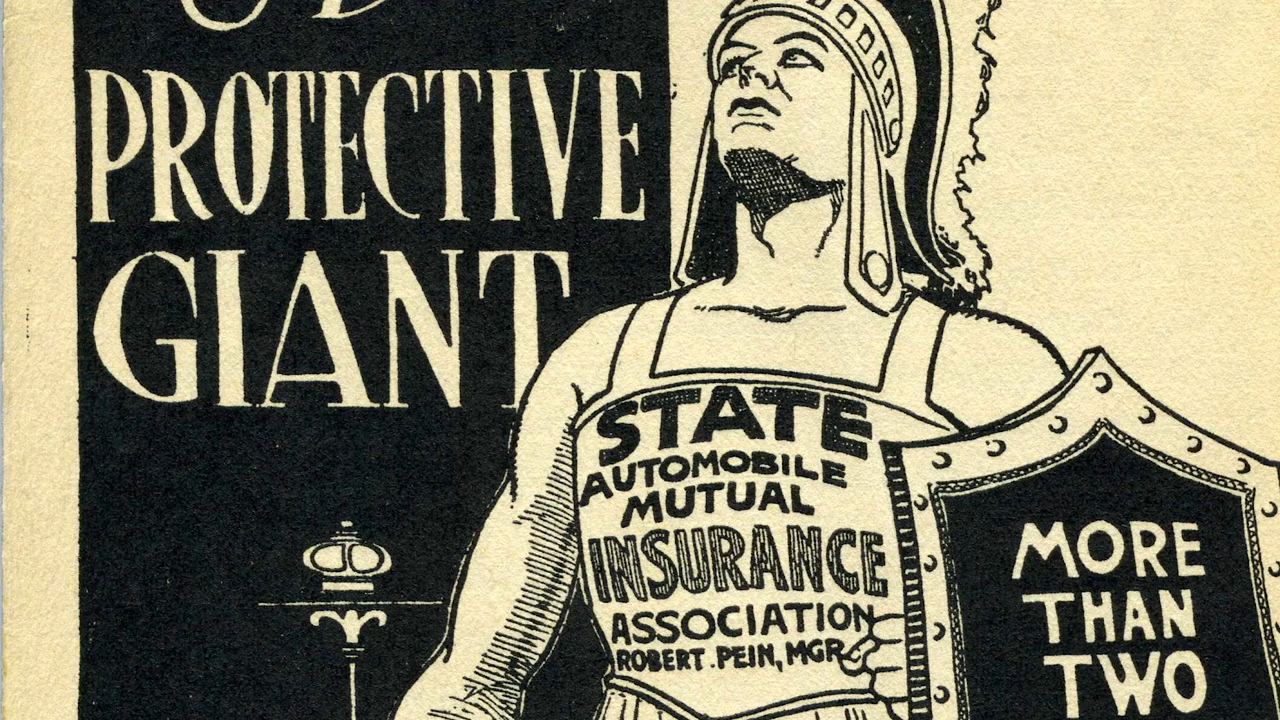 PROTECTIVE
GIANT
STATE
AUTOMOBILE
MUTUAL
INSURANCE
ASSOCIATION
ROBERT. PEIN, MGR.
MORE
THAN
TWO